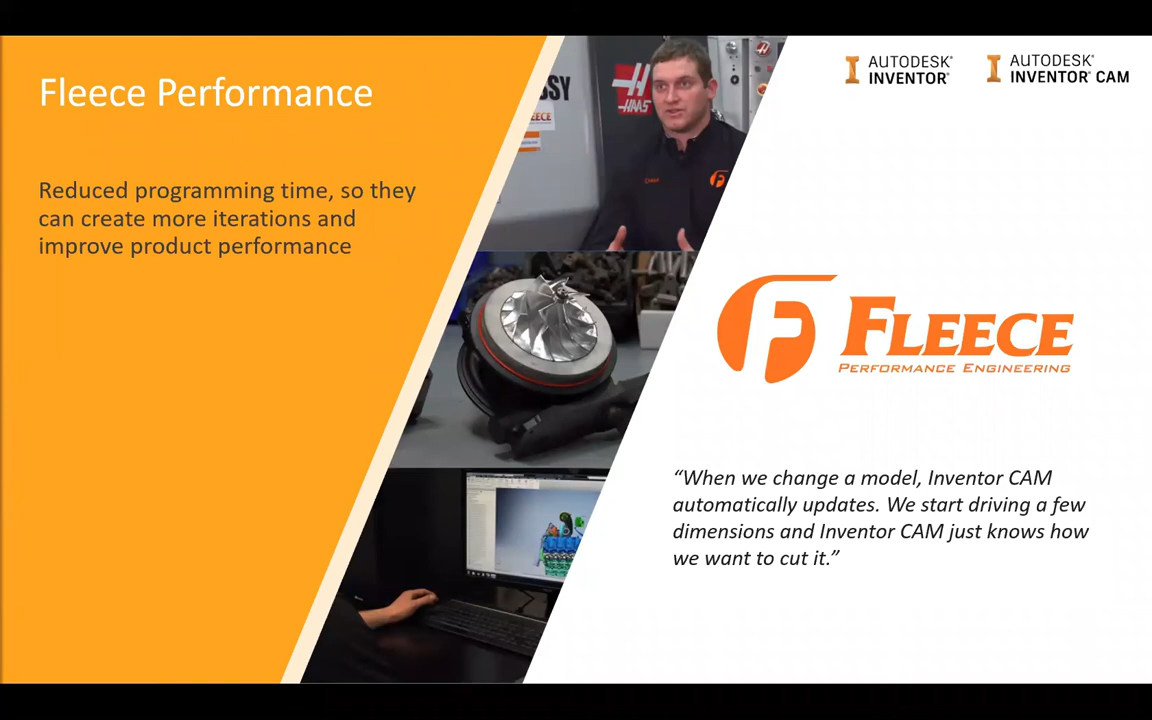 Fleece Performance
Reduced programming time, so they
can create more iterations and
improve product performance
HAAS
AUTODESK®
INVENTOR®
AUTODESK®
INVENTOR® CAM
FLEECE
PERFORMANCE ENGINEERING
“When we change a model, Inventor CAM
automatically updates. We start driving a few
dimensions and Inventor CAM just knows how
we want to cut it.”